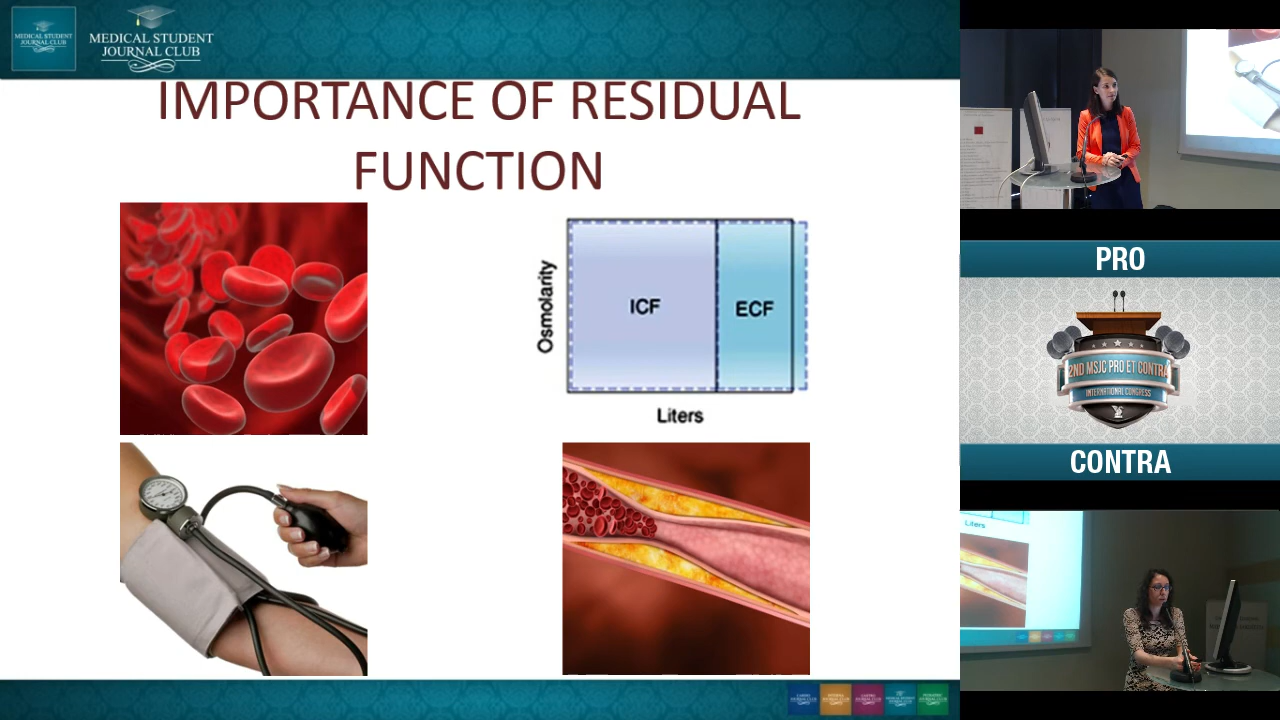 MEDICAL STUDENT
JOURNAL CLUB
MEDICAL STUDENT
JOURNAL CLUB
IMPORTANCE OF RESIDUAL
FUNCTION
Osmolarity
ICF
ECF
Liters
PRO
2ND MSJC PRO ET CONTRA
INTERNATIONAL CONGRESS
CONTRA
Liters